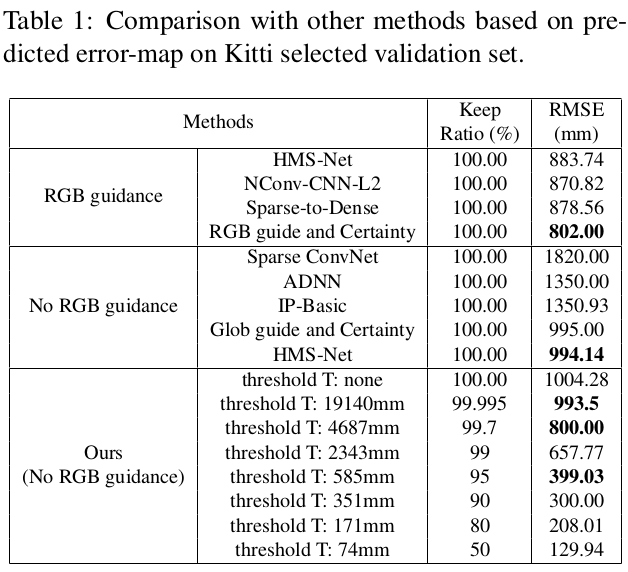 Table 1: Comparison with other methods based on pre-
dicted error-map on Kitti selected validation set.
Methods Keep Ratio (%) RMSE (mm)
RGB guidance
HMS-Net 100.00 883.74
NConv-CNN-L2 100.00 870.82
Sparse-to-Dense 100.00 878.56
RGB guide and Certainty 100.00 802.00
No RGB guidance
Sparse ConvNet 100.00 1820.00
ADNN 100.00 1350.00
IP-Basic 100.00 1350.93
Glob guide and Certainty 100.00 995.00
HMS-Net 100.00 994.14
Ours
(No RGB guidance)
threshold T: none 100.00 1004.28
threshold T: 19140mm 99.995 993.5
threshold T: 4687mm 99.7 800.00
threshold T: 2343mm 99 657.77
threshold T: 585mm 95 399.03
threshold T: 351mm 90 300.00
threshold T: 171mm 80 208.01
threshold T: 74mm 50 129.94